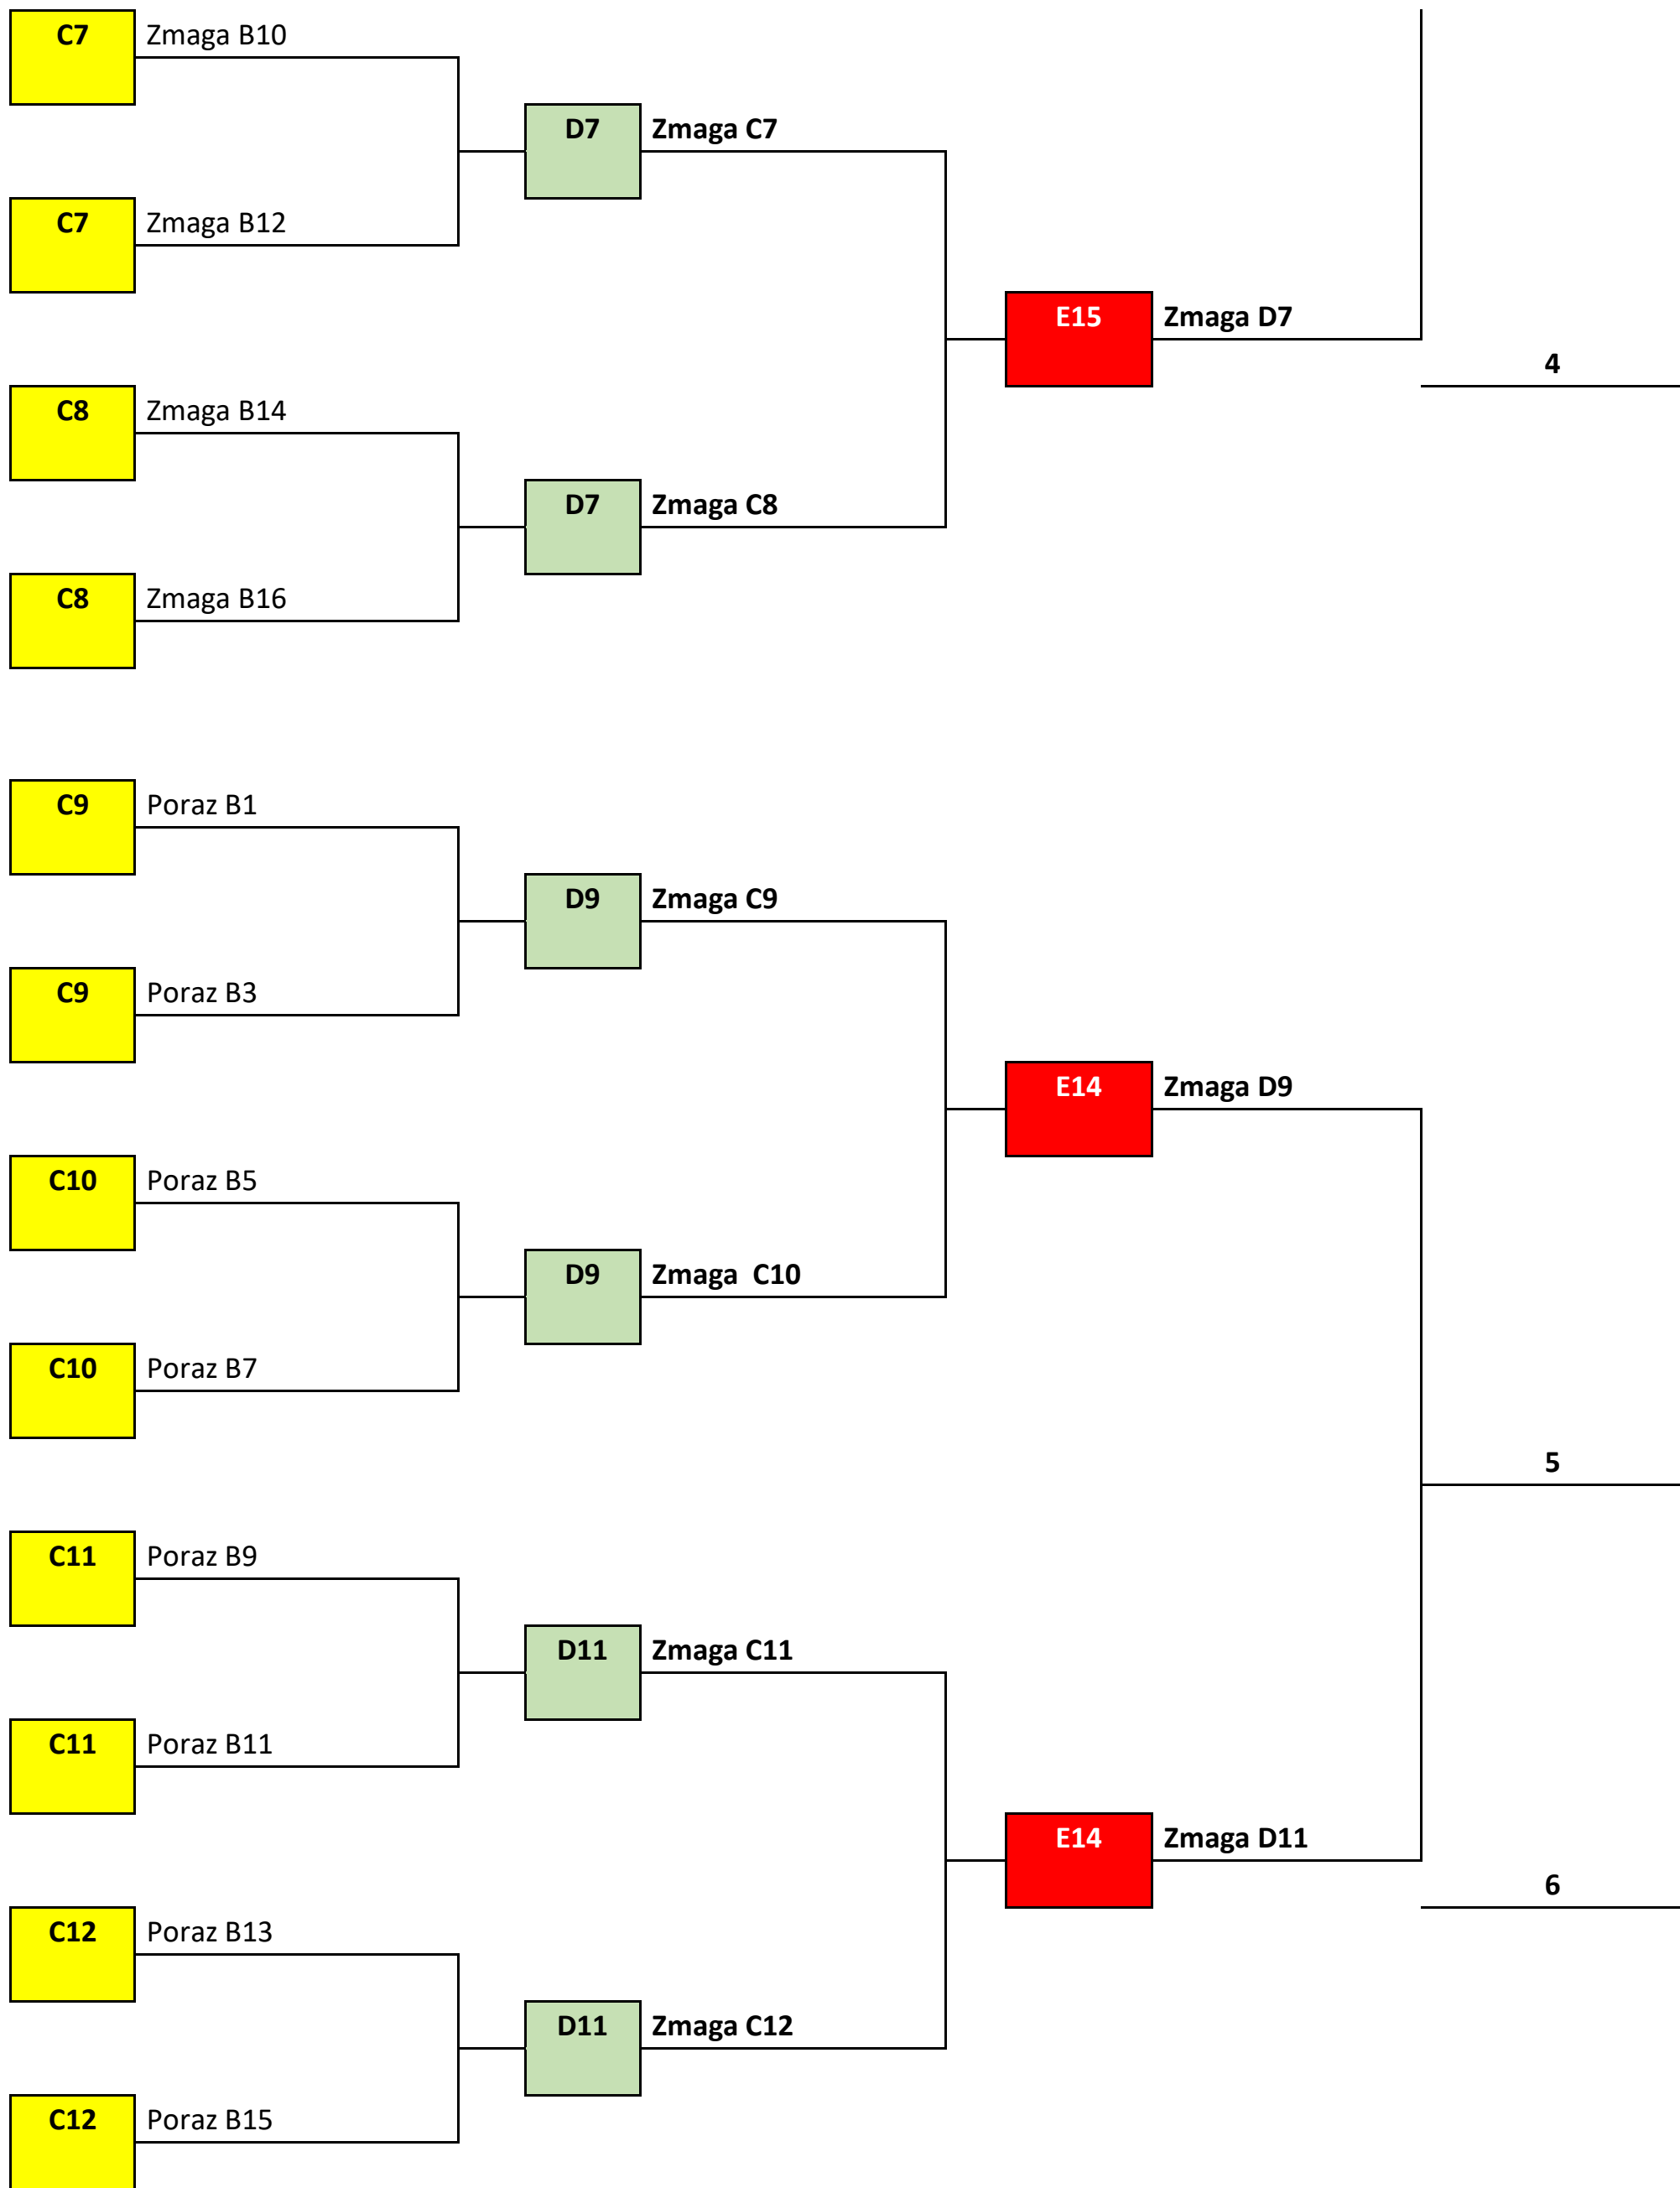 C7 Zmaga B10
D7 Zmaga C7
C7 Zmaga B12
E15 Zmaga D7
4
C8 Zmaga B14
D7 Zmaga C8
C8 Zmaga B16
C9 Poraz B1
D9 Zmaga C9
C9 Poraz B3
E14 Zmaga D9
C10 Poraz B5
D9 Zmaga  C10
C10 Poraz B7
5
C11 Poraz B9
D11 Zmaga C11
C11 Poraz B11
E14 Zmaga D11
6
C12 Poraz B13
D11 Zmaga C12
C12 Poraz B15